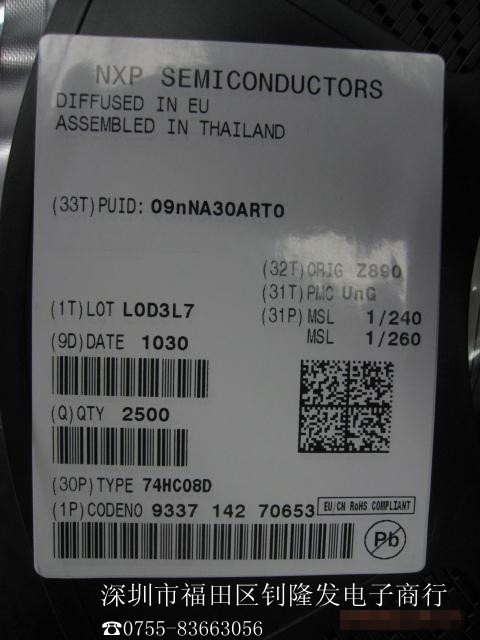 NXP SEMICONDUCTORS
DIFFUSED IN EU
ASSEMBLED IN THAILAND
(33T)PUID: 09nNA30ART0
(32T)ORIG Z890
(31T)PMC UnG
(1T)LOT L0D3L7
(31P)MSL 1/240
(9D)DATE 1030
MSL 1/260
(Q)QTY 2500
(30P)TYPE 74HC08D
(1P)CODENO 9337 142 70653
EU/CN RoHS COMPLIANT
Pb
深圳市福田区钊隆发电子商行
☎0755-83663056